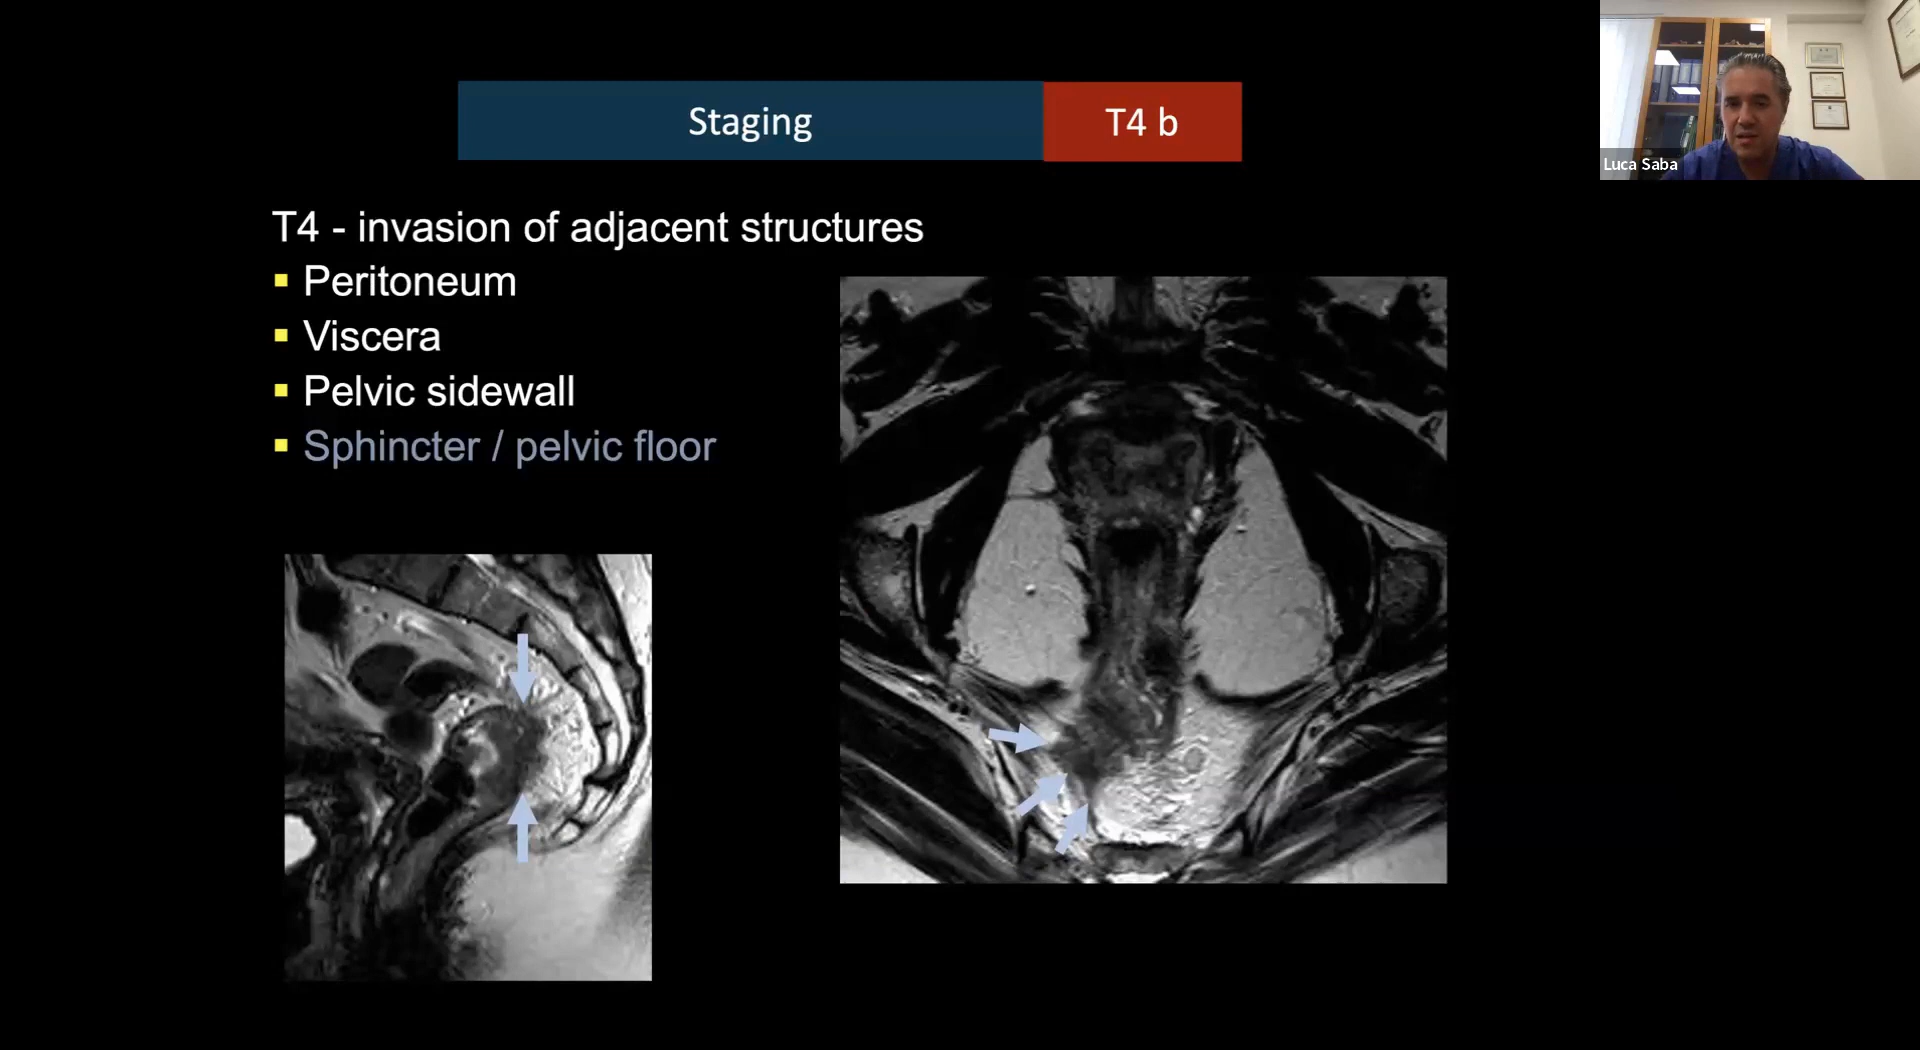 Staging
T4 b
T4 - invasion of adjacent structures
Peritoneum
Viscera
Pelvic sidewall
Sphincter / pelvic floor
Luca Saba